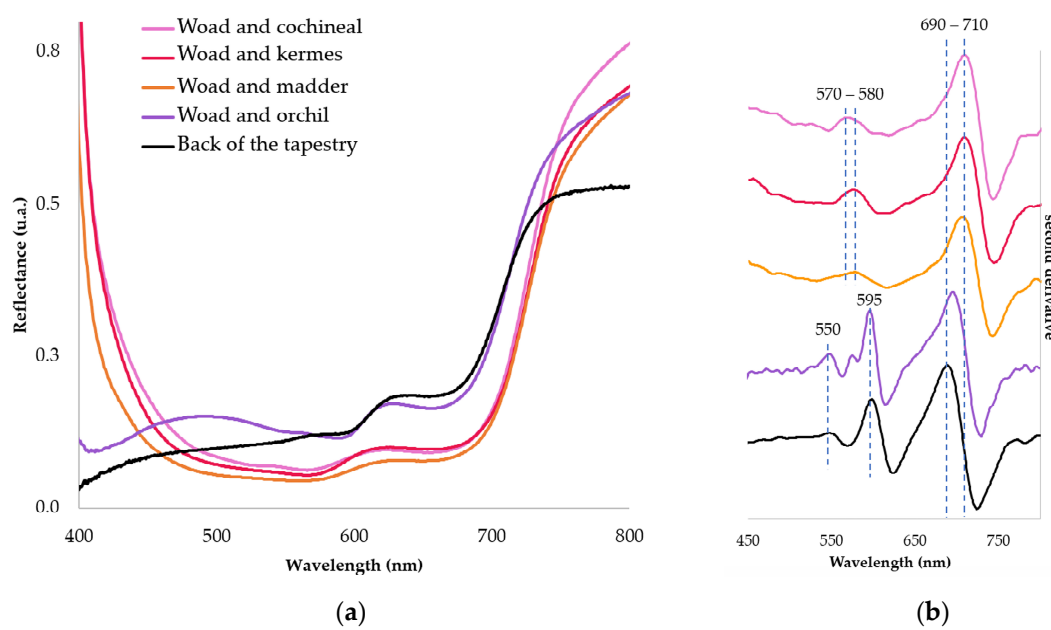 0.8
0.5
0.3
0.0
Reflectance (u.a.)
Woad and cochineal
Woad and kermes
Woad and madder
Woad and orchil
Back of the tapestry
400
500
600
700
800
Wavelength (nm)
(a)
690 – 710
570 – 580
595
550
second derivative
450
550
650
750
Wavelength (nm)
(b)